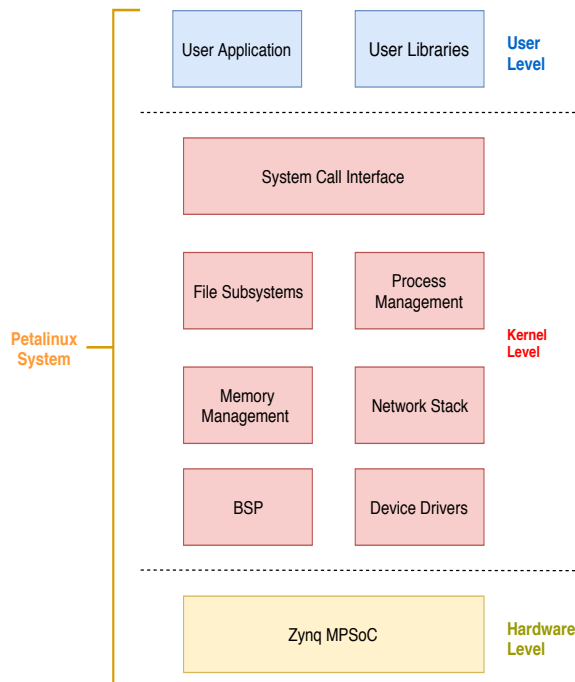 User Application
User Libraries
User
Level
System Call Interface
File Subsystems
Process
Management
Petalinux
System
Kernel
Level
Memory
Management
Network Stack
BSP
Device Drivers
Zynq MPSoC
Hardware
Level